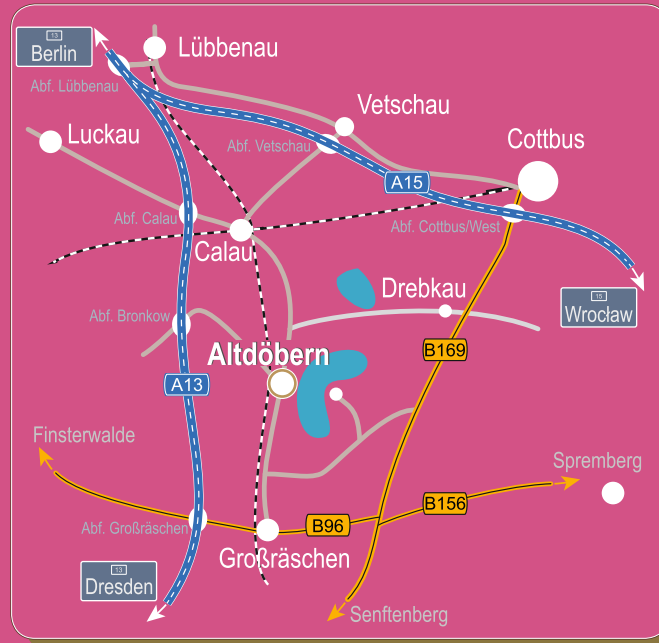 13
Berlin
Lübbenau
Abf. Lübbenau
Vetschau
Luckau
Abf. Vetschau
Cottbus
A15
Abf. Calau
Abf. Cottbus/West
Calau
Drebkau
15
Wrocław
Abf. Bronkow
Altdöbern
B169
A13
Finsterwalde
Spremberg
B156
Abf. Großräschen
B96
Großräschen
13
Dresden
Senftenberg